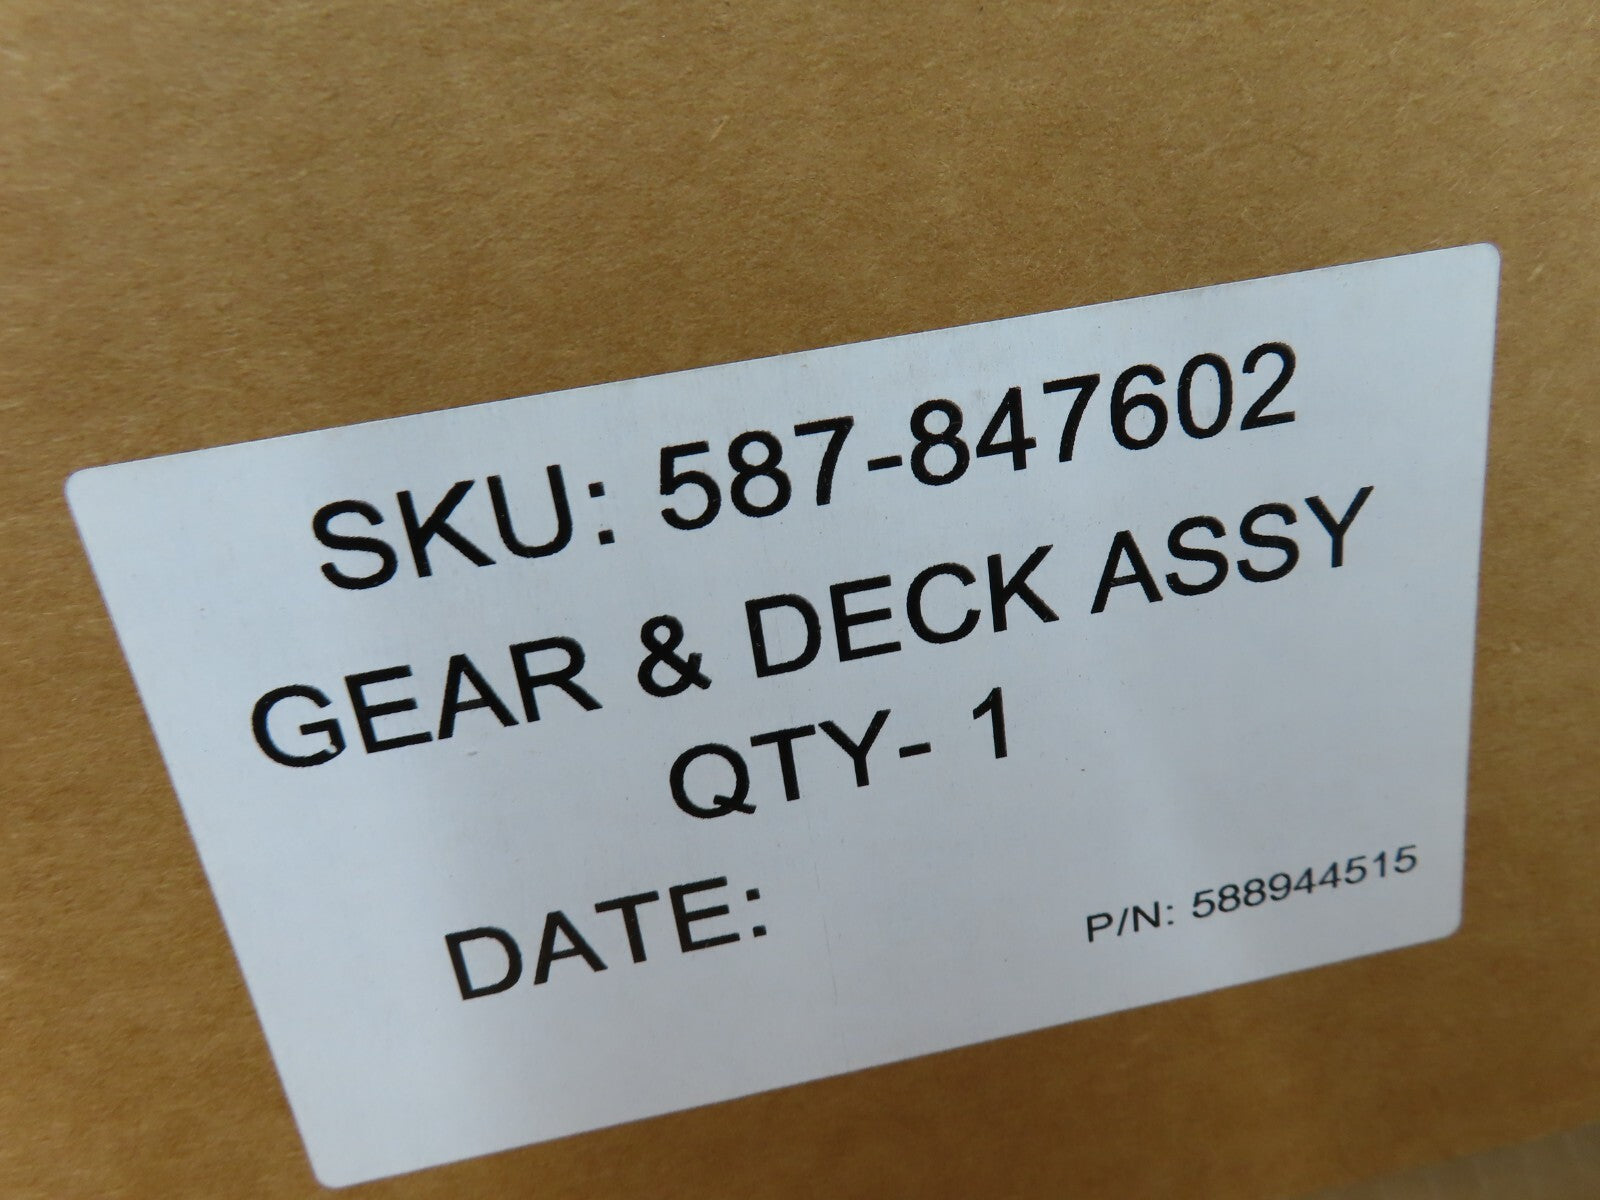 SKU: 587-847602
GEAR & DECK ASSY
QTY- 1
DATE:
P/N: 588944515